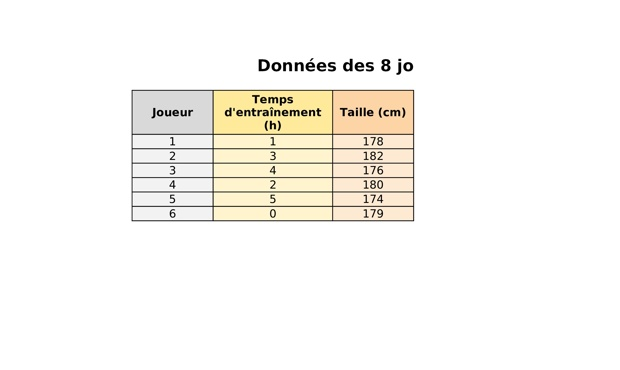 Données des 8 jo
Joueur Temps d'entraînement (h) Taille (cm)
1 1 178
2 3 182
3 4 176
4 2 180
5 5 174
6 0 179